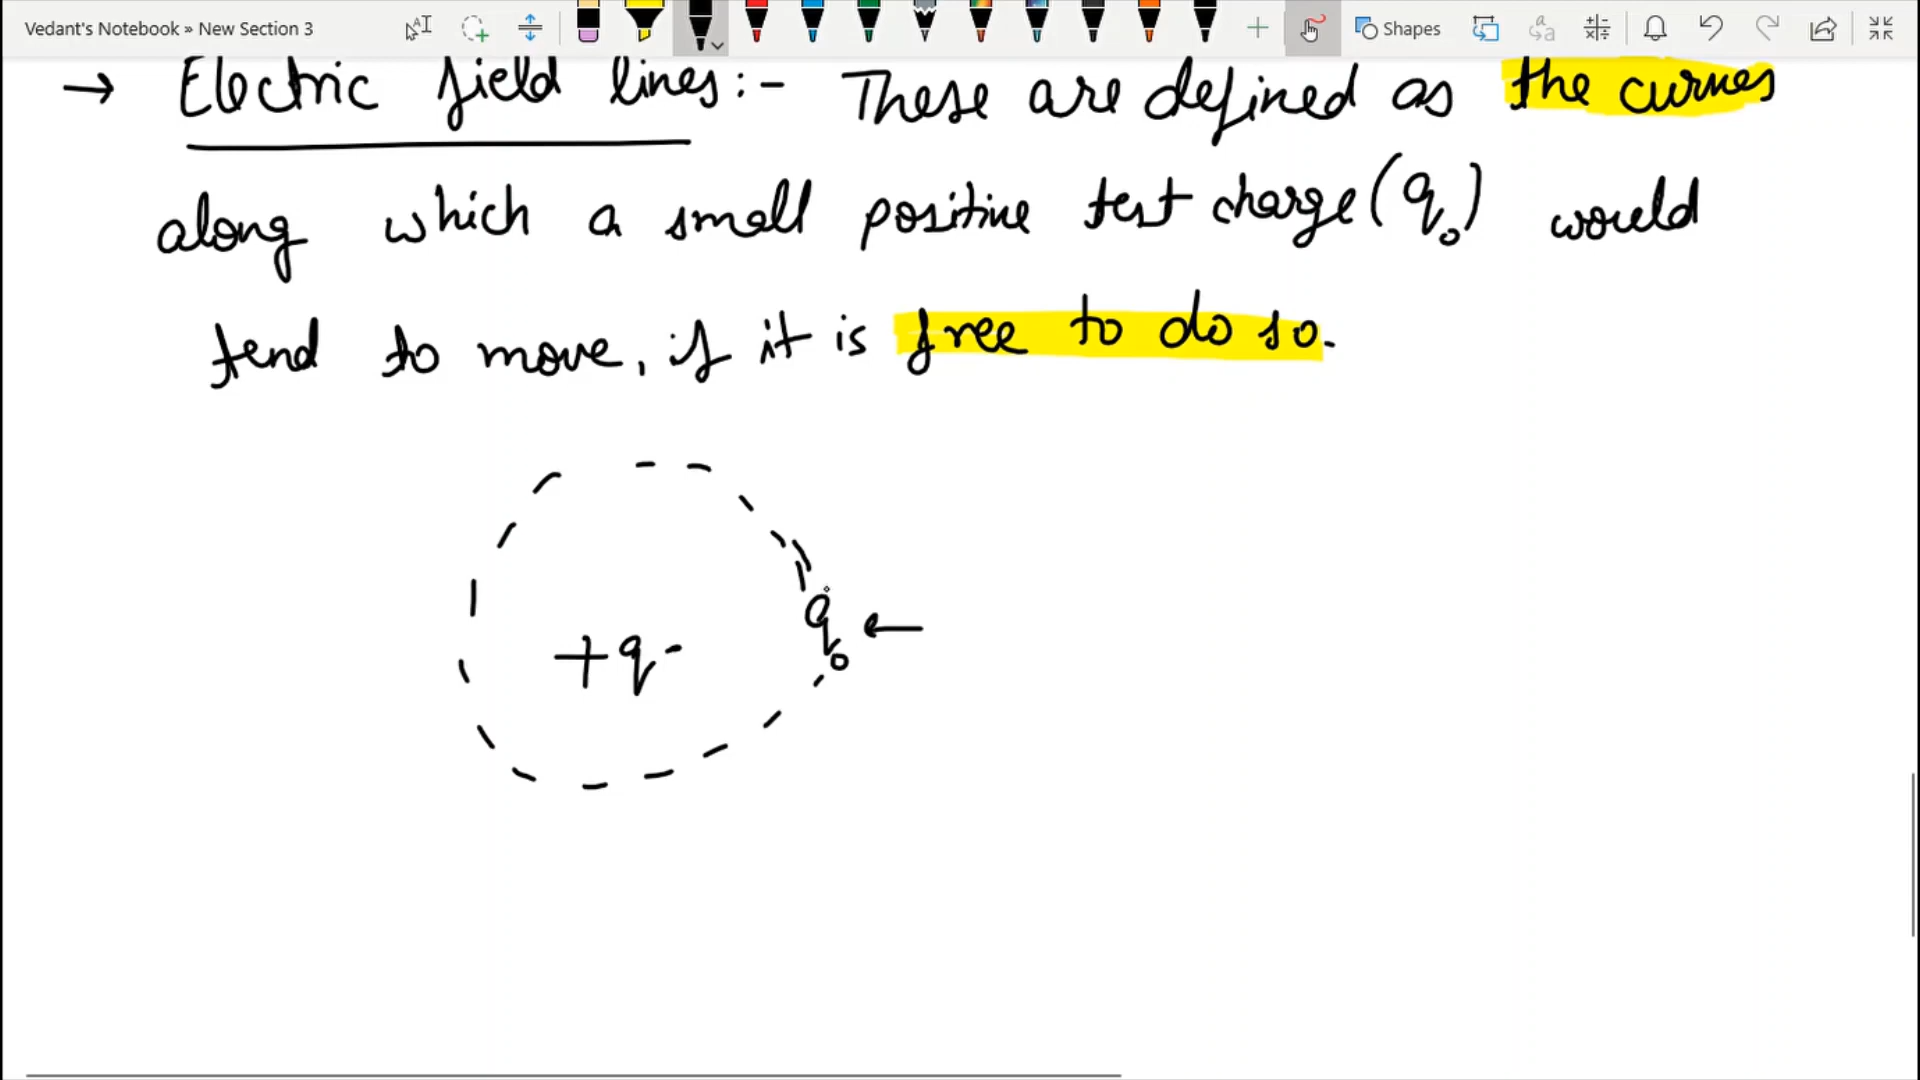 Vedant's Notebook » New Section 3
Shapes
→ Electric field lines:- These are defined as the curves
along which a small positive test charge (q₀) would
tend to move, if it is free to do so.
+q
q₀ ←